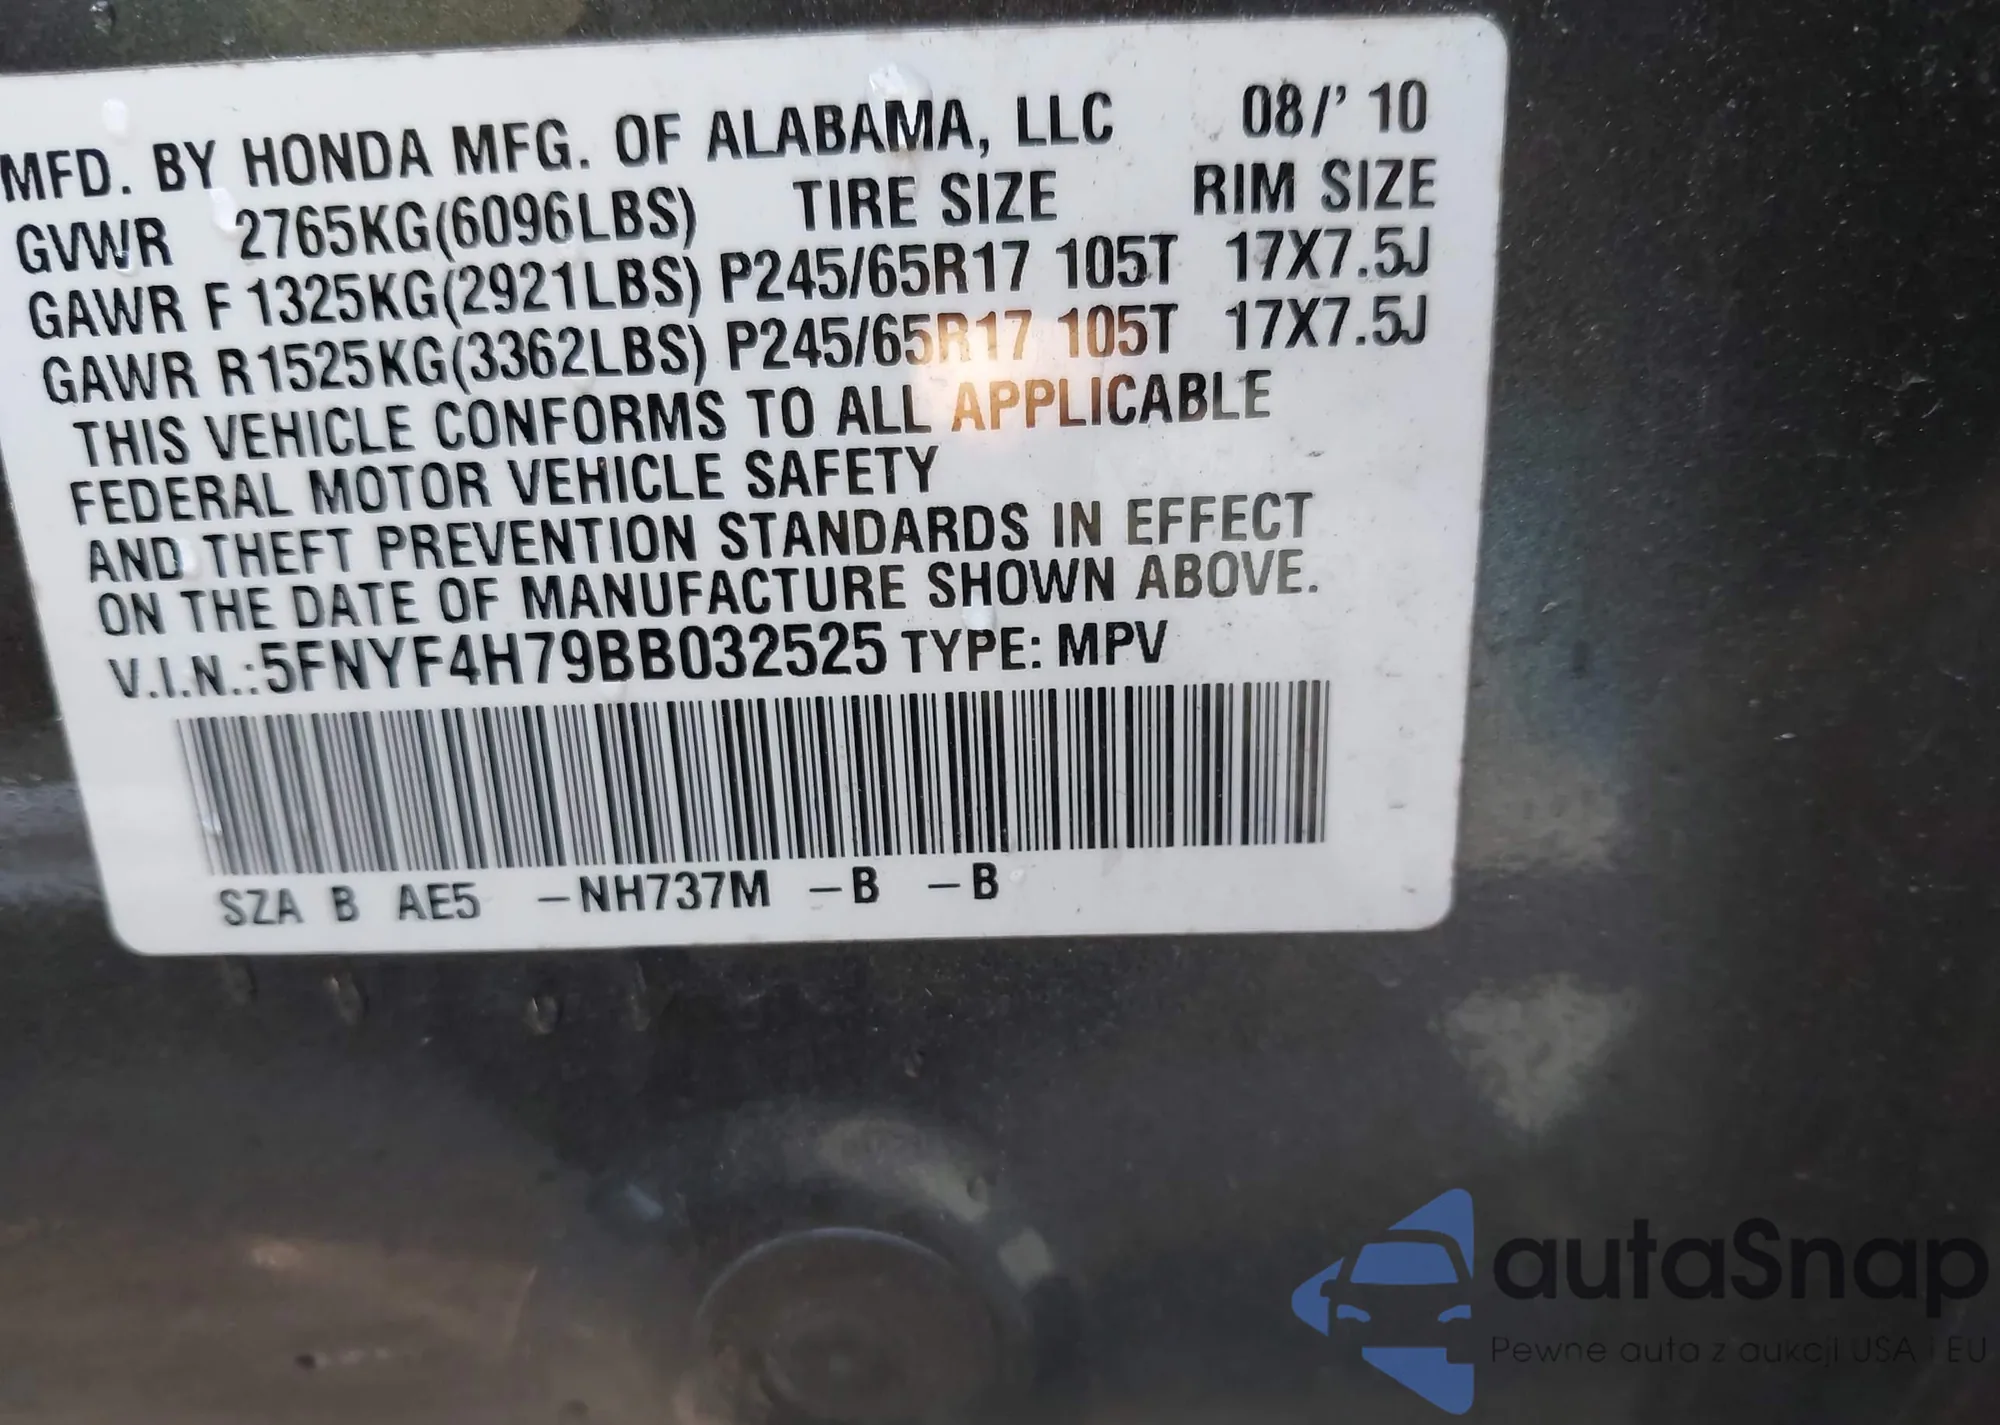 MFD. BY HONDA MFG. OF ALABAMA, LLC 08/' 10
GVWR 2765KG(6096LBS) TIRE SIZE RIM SIZE
GAWR F 1325KG(2921LBS) P245/65R17 105T 17X7.5J
GAWR R1525KG(3362LBS) P245/65R17 105T 17X7.5J
THIS VEHICLE CONFORMS TO ALL APPLICABLE
FEDERAL MOTOR VEHICLE SAFETY
AND THEFT PREVENTION STANDARDS IN EFFECT
ON THE DATE OF MANUFACTURE SHOWN ABOVE.
V.I.N.:5FNYF4H79BB032525 TYPE: MPV
SZA B AE5 –NH737M –B –B
autaSnap
Pewne auta z aukcji USA i EU